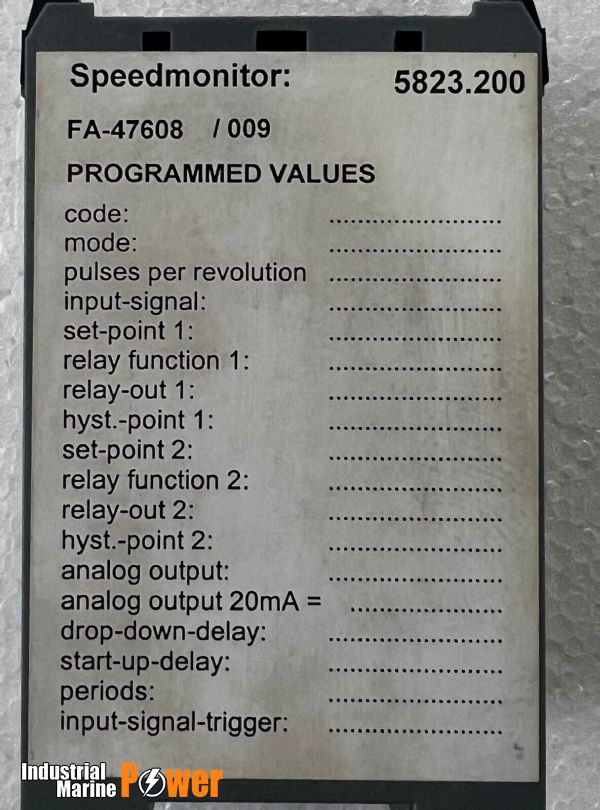 Speedmonitor: 5823.200
FA-47608 / 009
PROGRAMMED VALUES
code: ........................
mode: ........................
pulses per revolution ........................
input-signal: ........................
set-point 1: ........................
relay function 1: ........................
relay-out 1: ........................
hyst.-point 1: ........................
set-point 2: ........................
relay function 2: ........................
relay-out 2: ........................
hyst.-point 2: ........................
analog output: ........................
analog output 20mA = .....................
drop-down-delay: ........................
start-up-delay: ........................
periods: ........................
input-signal-trigger: ........................
Industrial
Marine Power